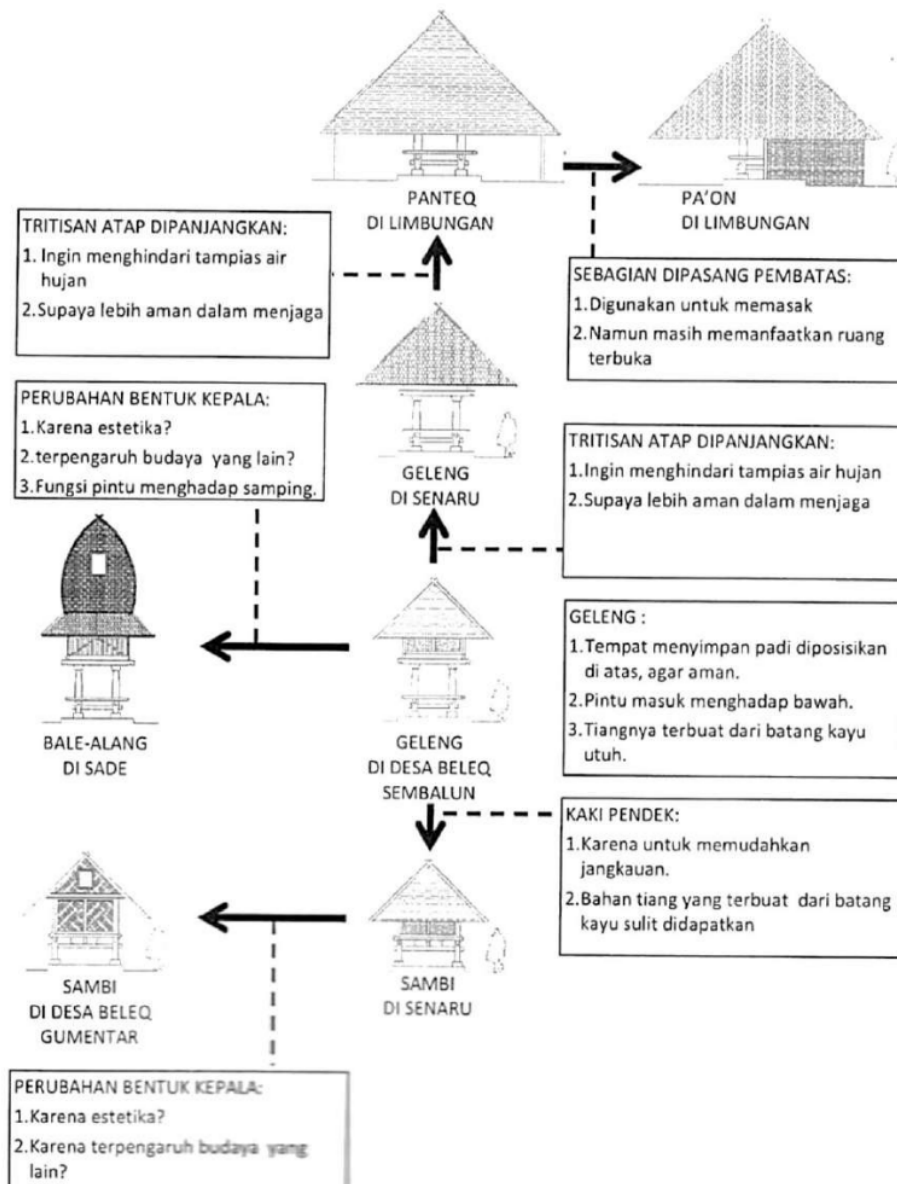 PANTEQ
DI LIMBUNGAN
PA'ON
DI LIMBUNGAN
TRITISAN ATAP DIPANJANGKAN:
1. Ingin menghindari tampias air
hujan
2.Supaya lebih aman dalam menjaga
SEBAGIAN DIPASANG PEMBATAS:
1.Digunakan untuk memasak
2. Namun masih memanfaatkan ruang
terbuka
PERUBAHAN BENTUK KEPALA:
1.Karena estetika?
2.terpengaruh budaya yang lain?
3.Fungsi pintu menghadap samping.
GELENG
DI SENARU
TRITISAN ATAP DIPANJANGKAN:
1.Ingin menghindari tampias air hujan
2.Supaya lebih aman dalam menjaga
BALE-ALANG
DI SADE
GELENG
DI DESA BELEQ
SEMBALUN
GELENG :
1.Tempat menyimpan padi diposisikan
di atas, agar aman.
2.Pintu masuk menghadap bawah.
3.Tiangnya terbuat dari batang kayu
utuh.
KAKI PENDEK:
1.Karena untuk memudahkan
jangkauan.
2.Bahan tiang yang terbuat dari batang
kayu sulit didapatkan
SAMBI
DI DESA BELEQ
GUMENTAR
SAMBI
DI SENARU
PERUBAHAN BENTUK KEPALA:
1.Karena estetika?
2.Karena terpengaruh budaya yang
lain?